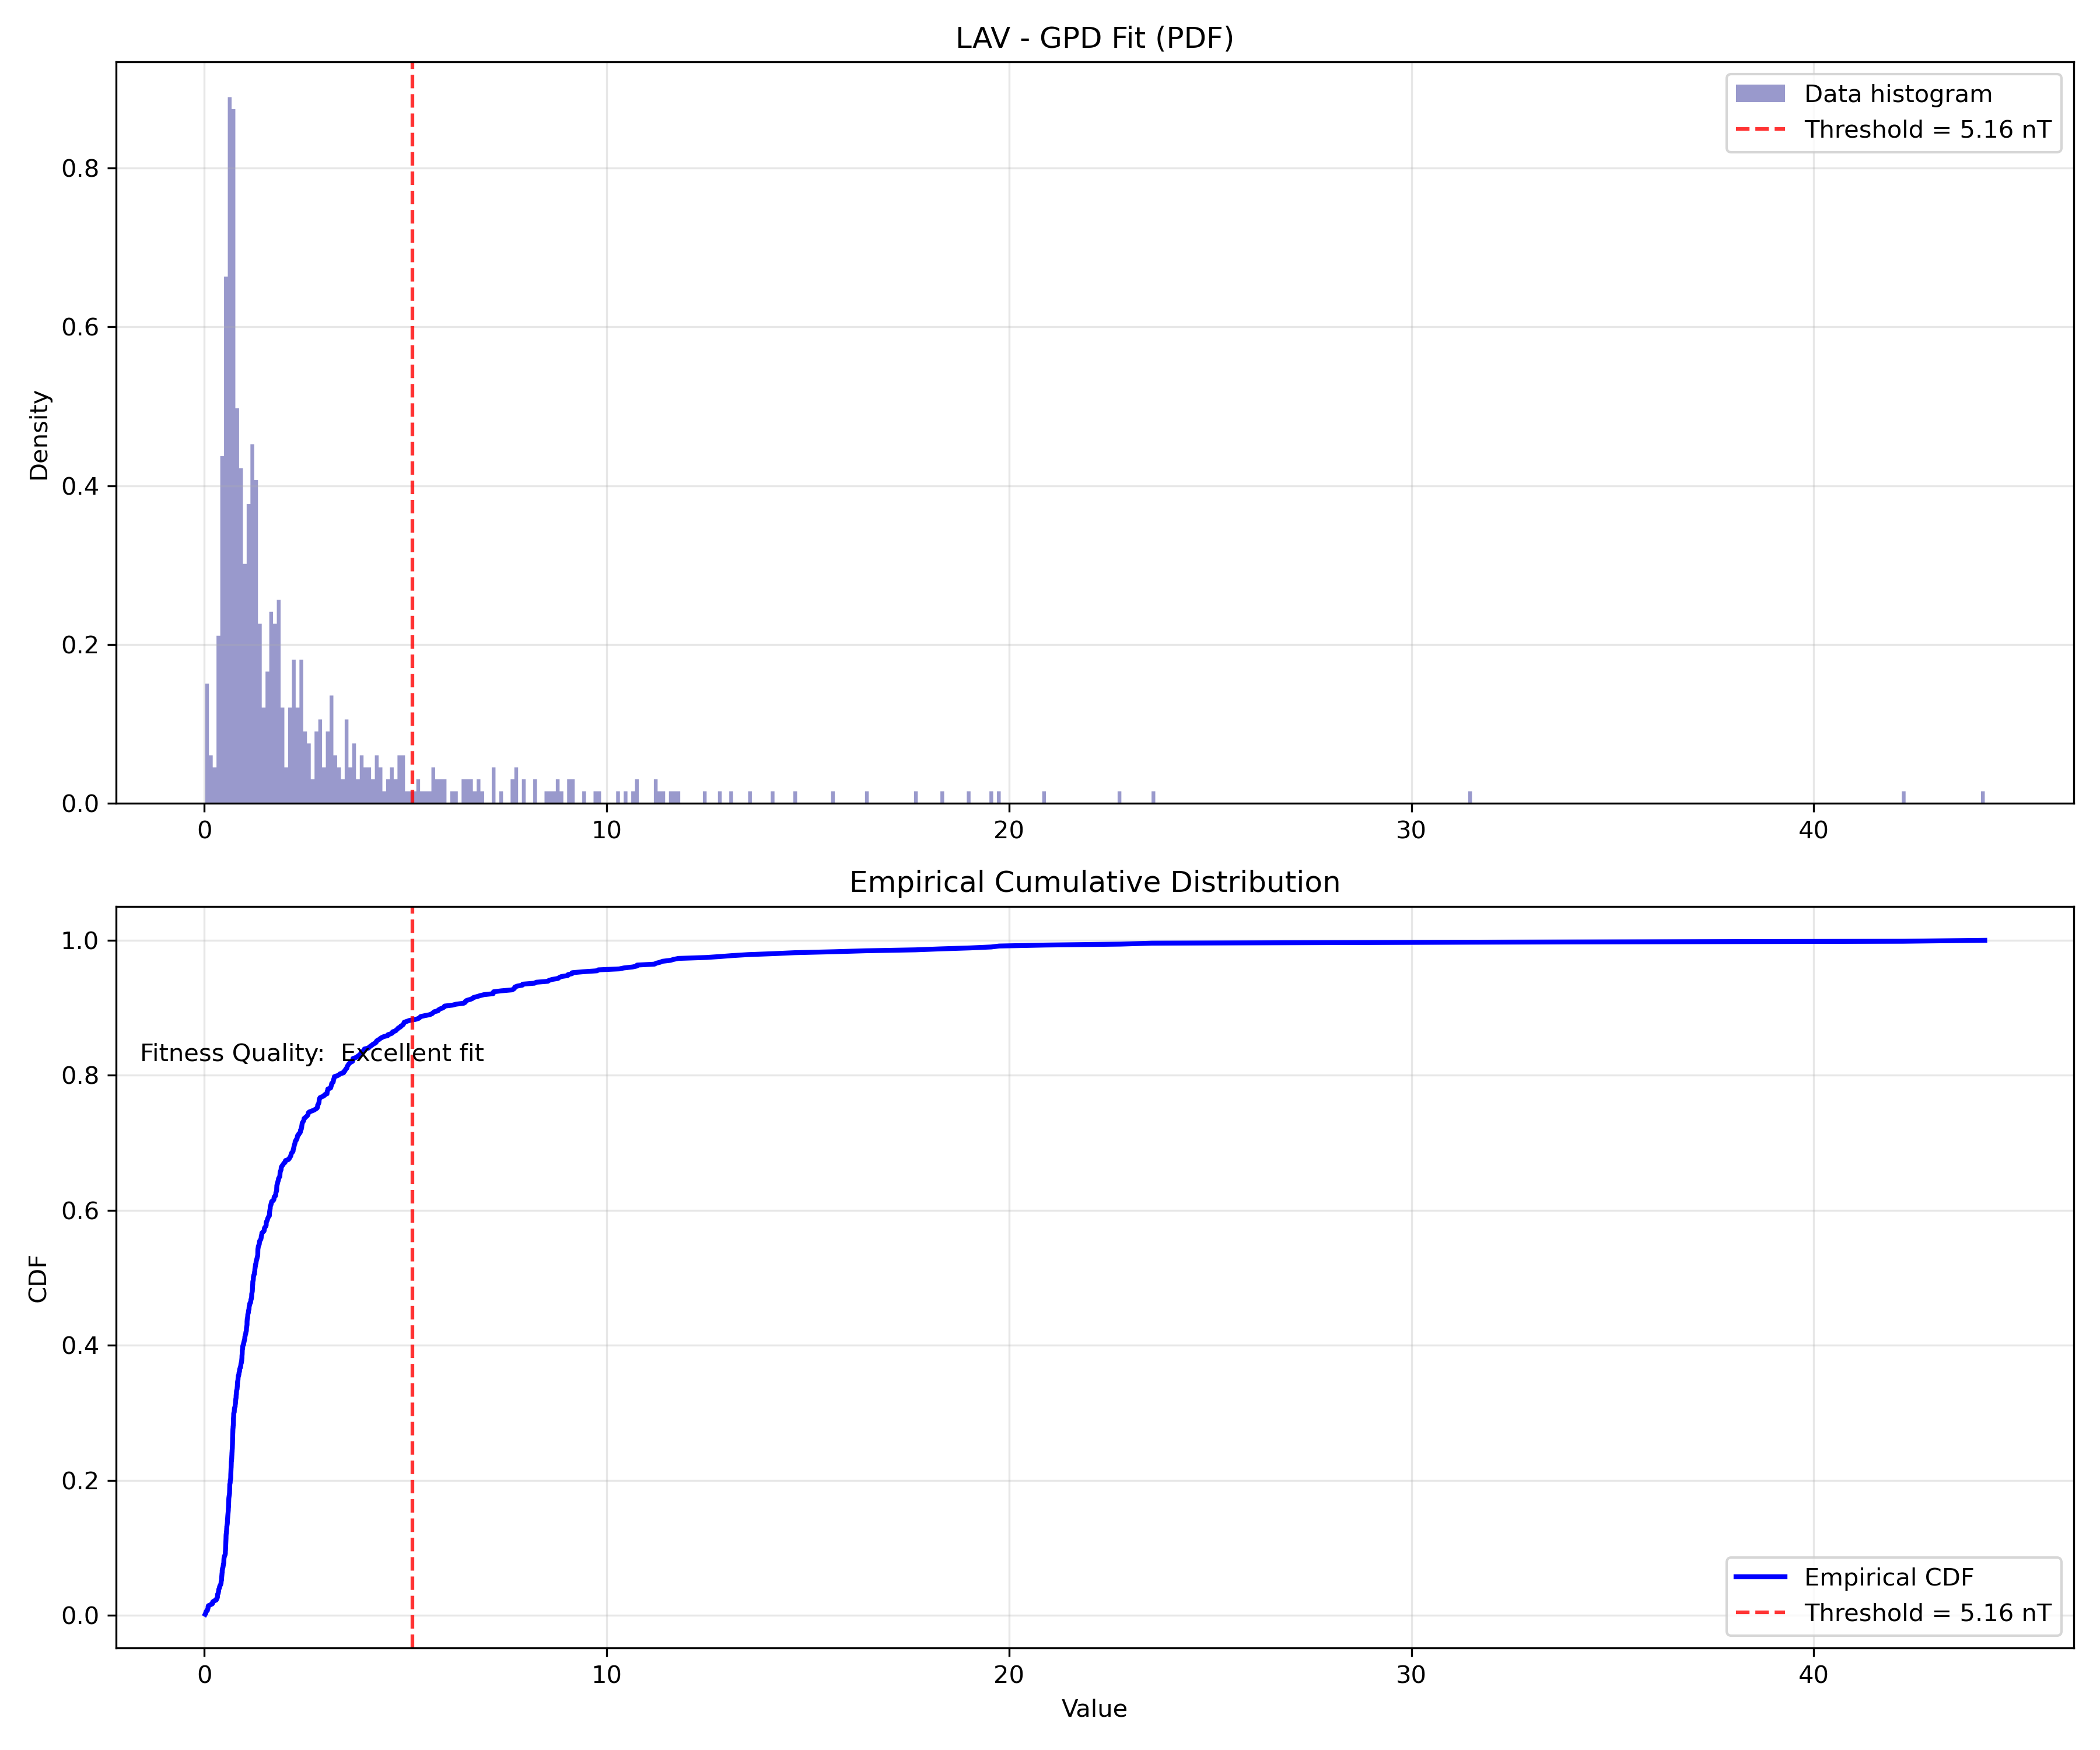 LAV - GPD Fit (PDF)
Data histogram
Threshold = 5.16 nT
Density
0.8
0.6
0.4
0.2
0.0
0 10 20 30 40
Empirical Cumulative Distribution
Fitness Quality:  Excellent fit
CDF
1.0
0.8
0.6
0.4
0.2
0.0
Empirical CDF
Threshold = 5.16 nT
0 10 20 30 40
Value